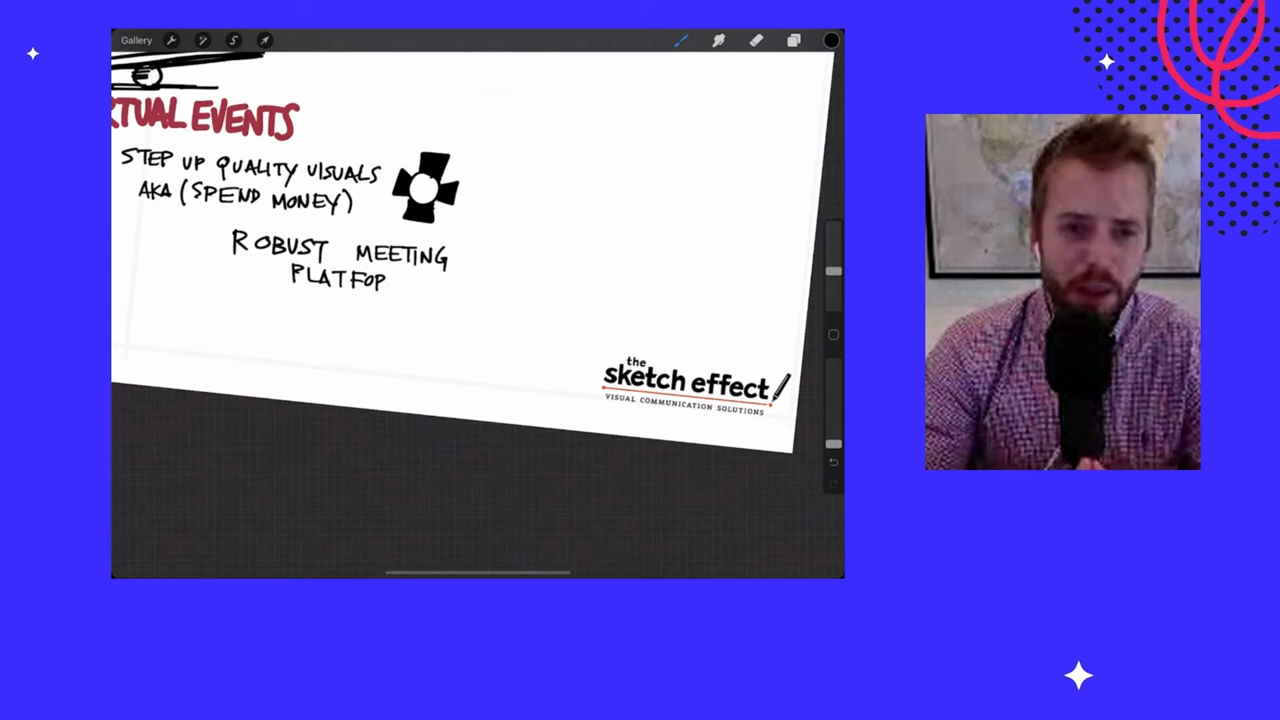 Gallery
RTUAL EVENTS
STEP UP QUALITY VISUALS
AKA (SPEND MONEY)
ROBUST MEETING
PLATFOP
the
sketch effect
VISUAL COMMUNICATION SOLUTIONS